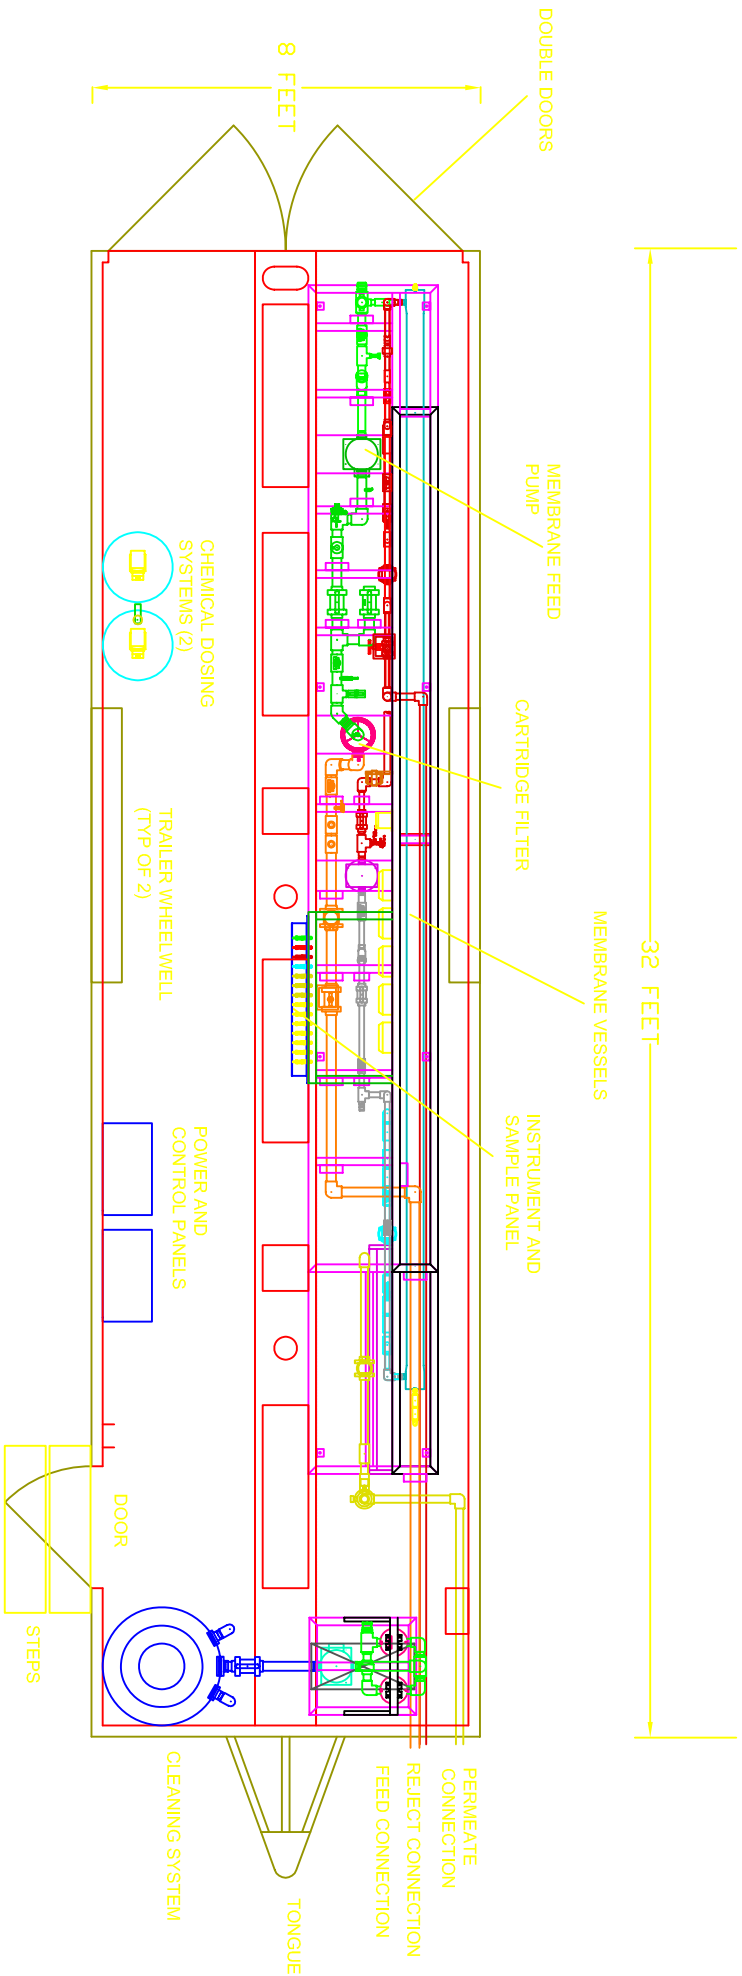 DOUBLE DOORS
8 FEET
32 FEET
MEMBRANE FEED
PUMP
CHEMICAL DOSING
SYSTEMS (2)
CARTRIDGE FILTER
TRAILER WHEELWELL
(TYP OF 2)
MEMBRANE VESSELS
INSTRUMENT AND
SAMPLE PANEL
POWER AND
CONTROL PANELS
DOOR
STEPS
CLEANING SYSTEM
PERMEATE
CONNECTION
REJECT CONNECTION
FEED CONNECTION
TONGUE